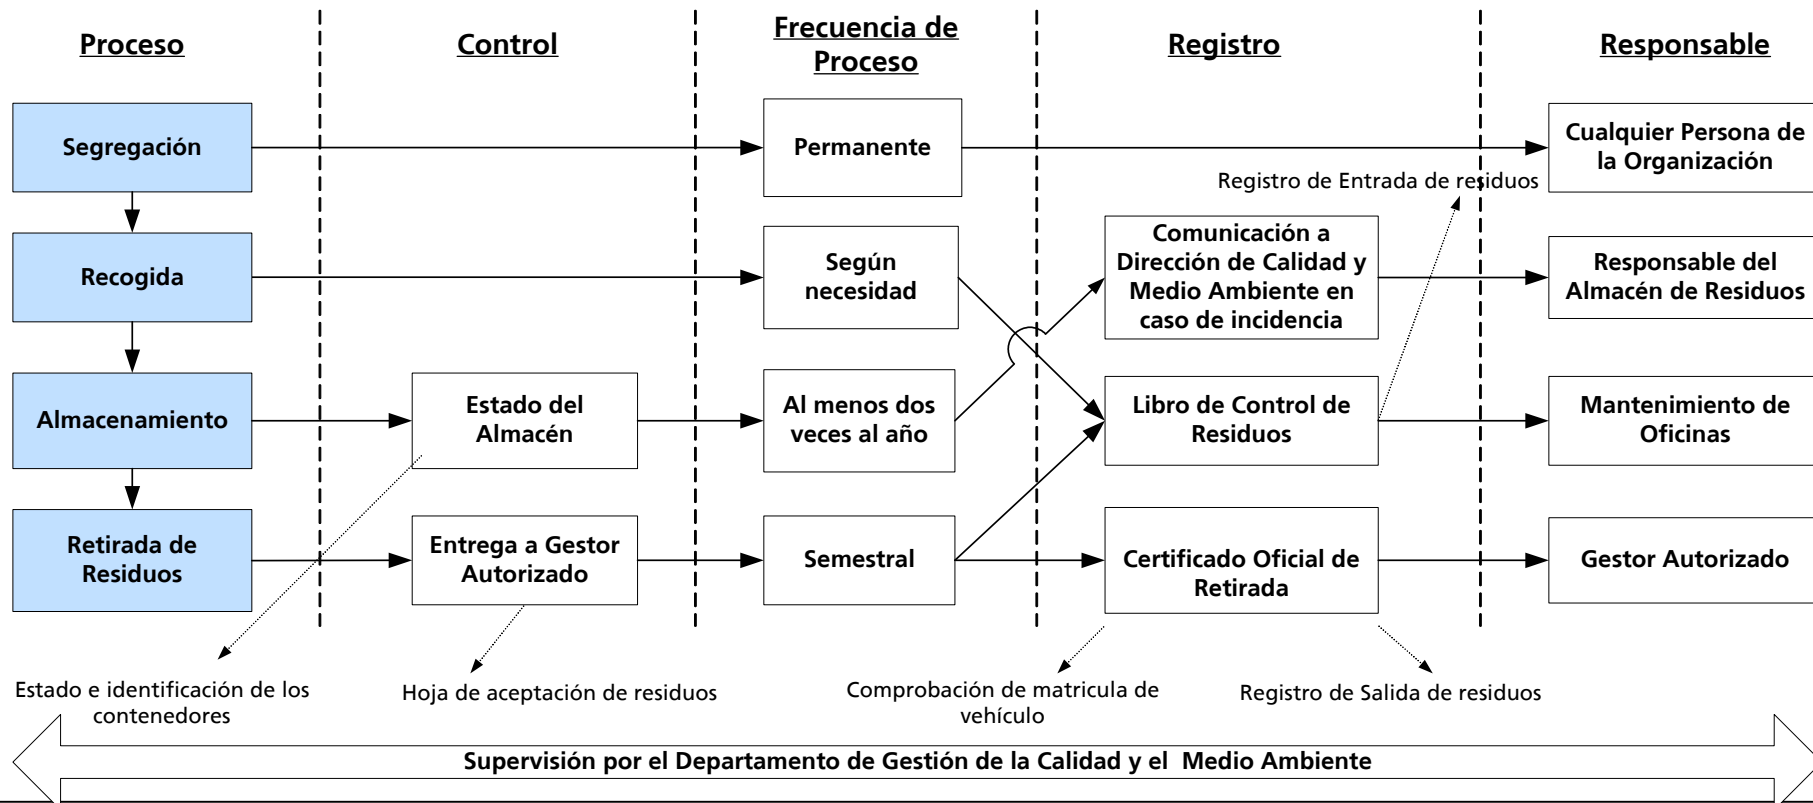 Proceso
Control
Frecuencia de
Proceso
Registro
Responsable
Segregación
Permanente
Cualquier Persona de
la Organización
Registro de Entrada de residuos
Recogida
Según
necesidad
Comunicación a
Dirección de Calidad y
Medio Ambiente en
caso de incidencia
Responsable del
Almacén de Residuos
Almacenamiento
Estado del
Almacén
Al menos dos
veces al año
Libro de Control de
Residuos
Mantenimiento de
Oficinas
Retirada de
Residuos
Entrega a Gestor
Autorizado
Semestral
Certificado Oficial de
Retirada
Gestor Autorizado
Estado e identificación de los
contenedores
Hoja de aceptación de residuos
Comprobación de matricula de
vehículo
Registro de Salida de residuos
Supervisión por el Departamento de Gestión de la Calidad y el Medio Ambiente